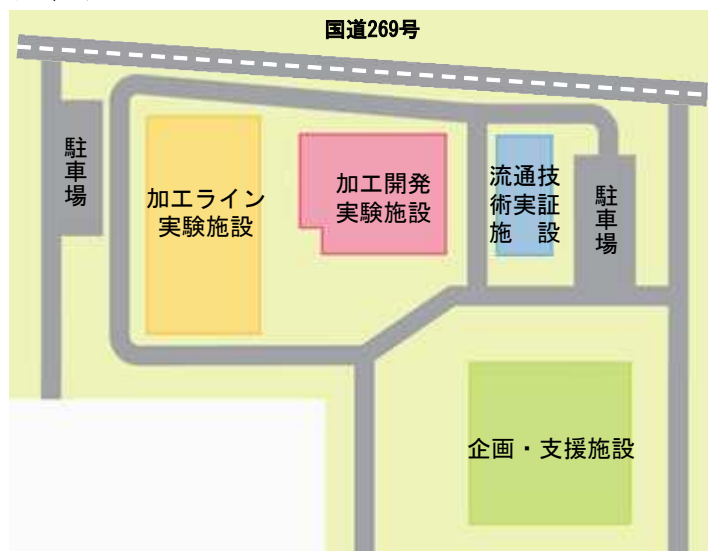 国道269号
駐車場
加工ライン
実験施設
加工開発
実験施設
流通技
術実証
施　設
駐車場
企画・支援施設